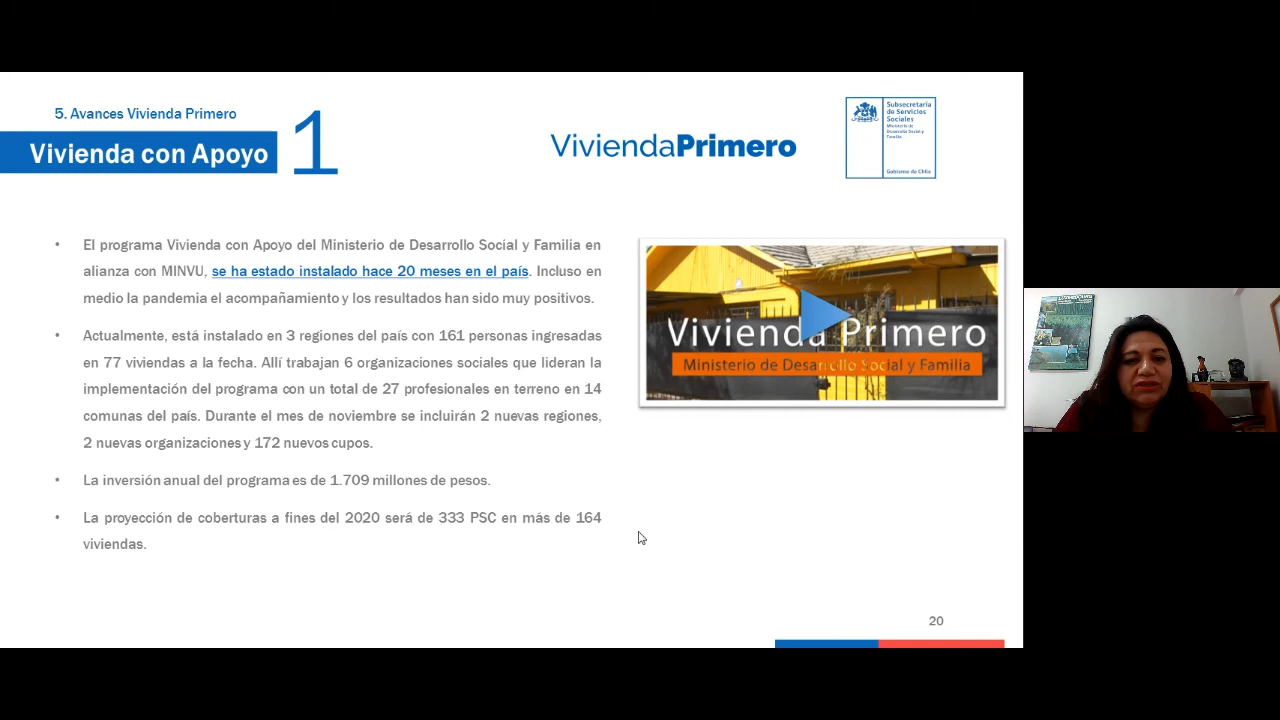 5. Avances Vivienda Primero
Vivienda con Apoyo
1
ViviendaPrimero
Subsecretaría
de Servicios
Sociales
Ministerio de
Desarrollo Social y
Familia
Gobierno de Chile
• El programa Vivienda con Apoyo del Ministerio de Desarrollo Social y Familia en
alianza con MINVU, se ha estado instalado hace 20 meses en el país. Incluso en
medio la pandemia el acompañamiento y los resultados han sido muy positivos.
• Actualmente, está instalado en 3 regiones del país con 161 personas ingresadas
en 77 viviendas a la fecha. Allí trabajan 6 organizaciones sociales que lideran la
implementación del programa con un total de 27 profesionales en terreno en 14
comunas del país. Durante el mes de noviembre se incluirán 2 nuevas regiones,
2 nuevas organizaciones y 172 nuevos cupos.
• La inversión anual del programa es de 1.709 millones de pesos.
• La proyección de coberturas a fines del 2020 será de 333 PSC en más de 164
viviendas.
Vivienda Primero
Ministerio de Desarrollo Social y Familia
20